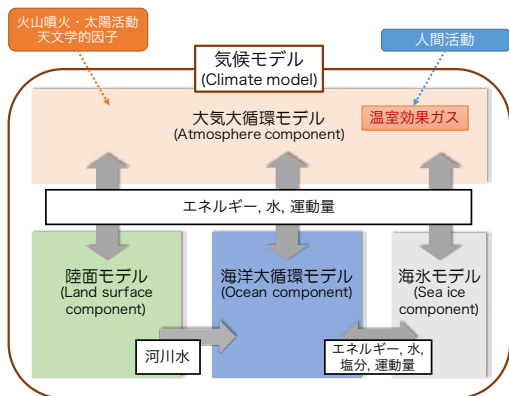 火山噴火・太陽活動
天文学的因子
人間活動
気候モデル
(Climate model)
大気大循環モデル
(Atmosphere component)
温室効果ガス
エネルギー, 水, 運動量
陸面モデル
(Land surface
component)
海洋大循環モデル
(Ocean component)
海氷モデル
(Sea ice
component)
河川水
エネルギー, 水,
塩分, 運動量